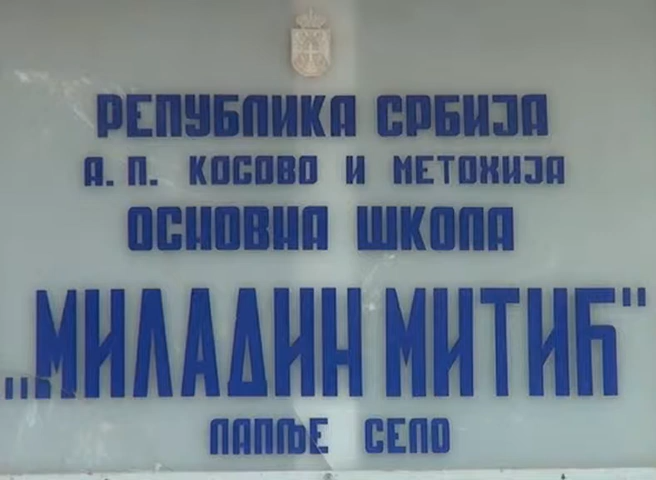 РЕПУБЛИКА СРБИЈА
А.П. КОСОВО И МЕТОХИЈА
ОСНОВНА ШКОЛА
„МИЛАДИН МИТИЋ"
ЛАПЉЕ СЕЛО